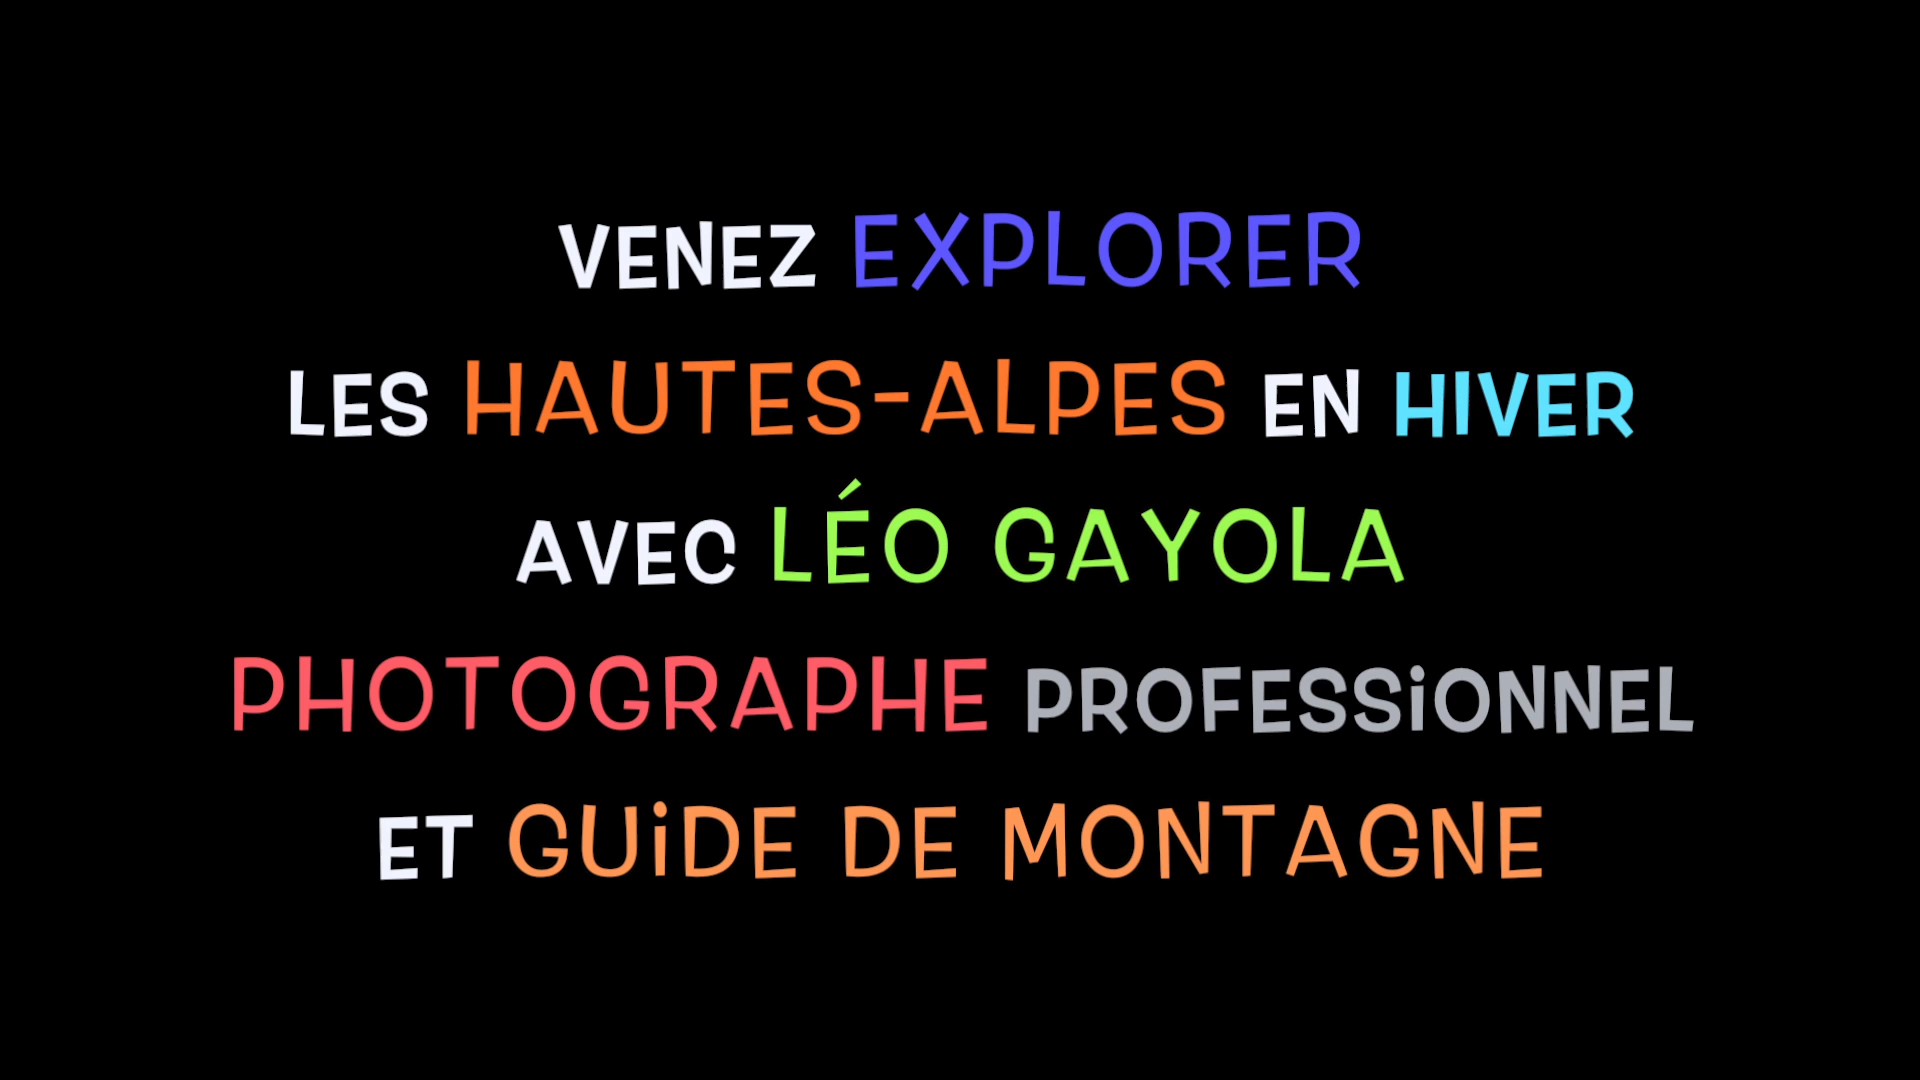 VENEZ EXPLORER
LES HAUTES-ALPES EN HIVER
AVEC LÉO GAYOLA
PHOTOGRAPHE PROFESSiONNEL
ET GUiDE DE MONTAGNE